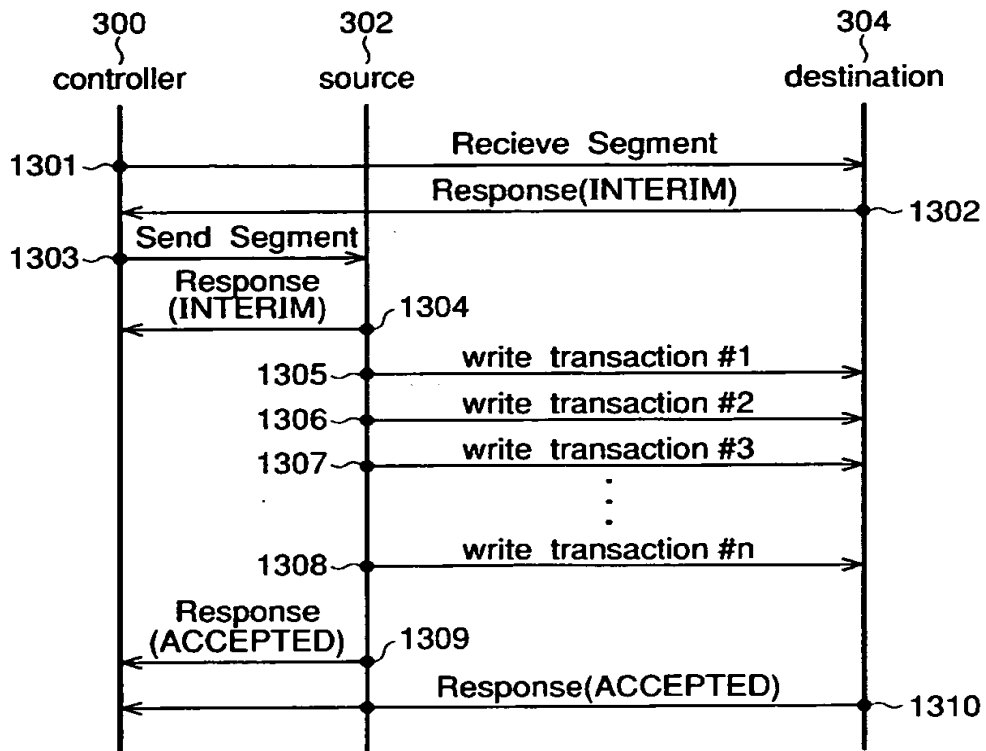 300 302 304
controller source destination
1301 Recieve Segment
Response(INTERIM) 1302
Send Segment
1303
Response
(INTERIM) 1304
1305 write transaction #1
1306 write transaction #2
1307 write transaction #3
1308 write transaction #n
Response
(ACCEPTED) 1309
Response(ACCEPTED) 1310